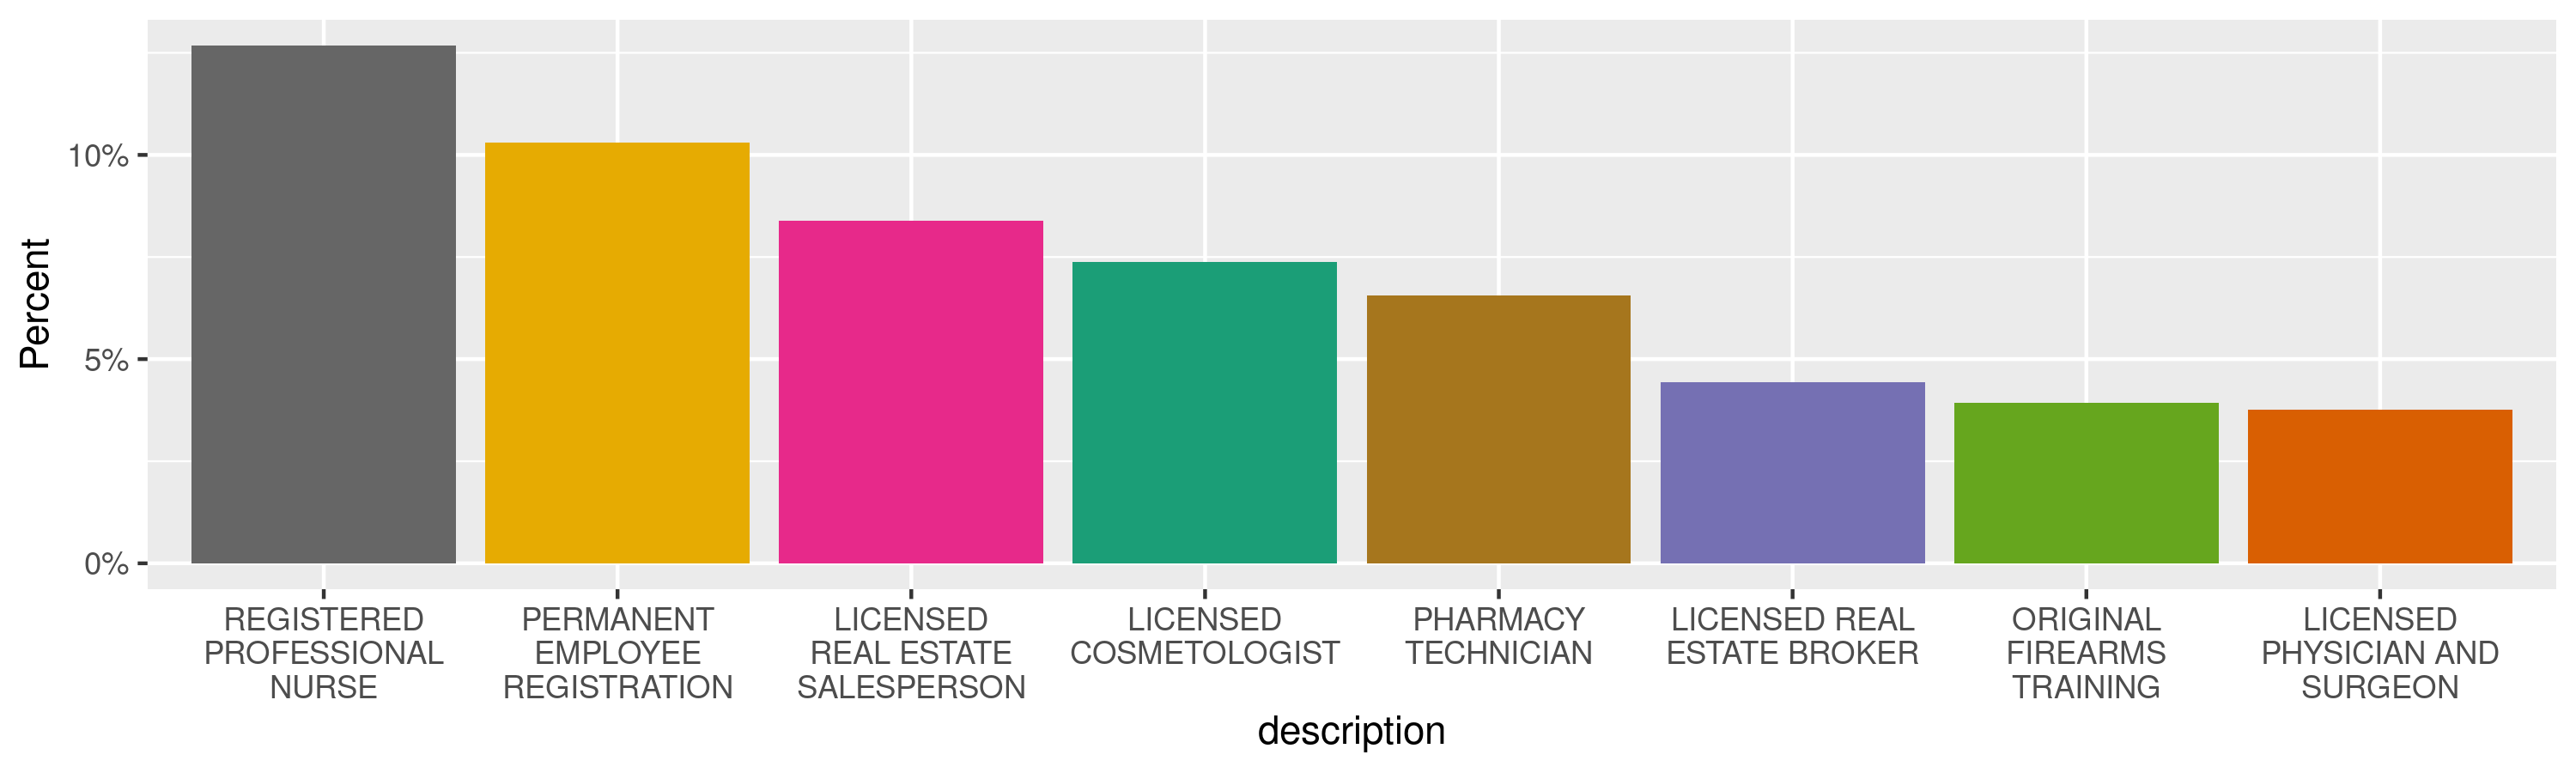 Percent
10%
5%
0%
REGISTERED
PROFESSIONAL
NURSE
PERMANENT
EMPLOYEE
REGISTRATION
LICENSED
REAL ESTATE
SALESPERSON
LICENSED
COSMETOLOGIST
PHARMACY
TECHNICIAN
LICENSED REAL
ESTATE BROKER
ORIGINAL
FIREARMS
TRAINING
LICENSED
PHYSICIAN AND
SURGEON
description